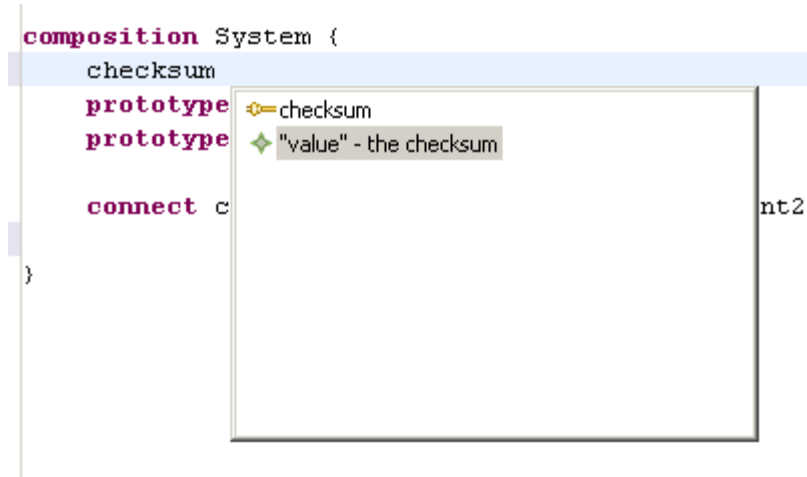 composition System {
checksum
prototype
checksum
prototype
"value" - the checksum
connect c
nt2
}